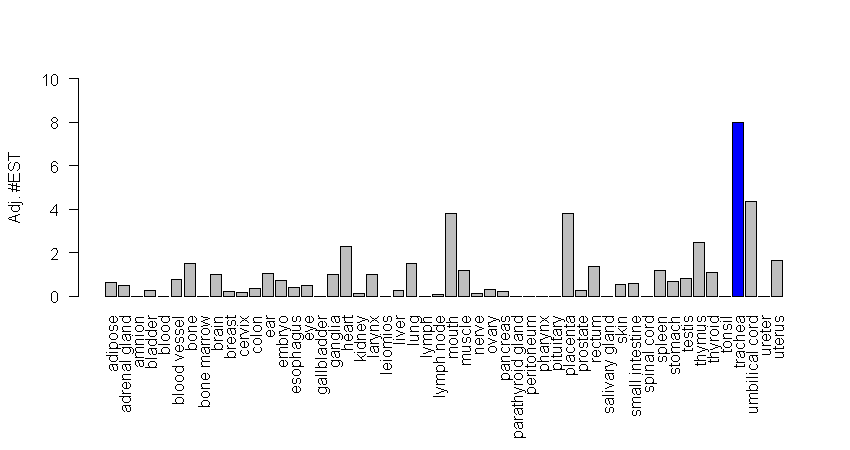 10
8
6
4
2
0
Adj. #EST
adipose
adrenal gland
amnion
bladder
blood
blood vessel
bone
bone marrow
brain
breast
cervix
colon
ear
embryo
esophagus
eye
gallbladder
ganglia
heart
kidney
larynx
leiomios
liver
lung
lymph
lymph node
mouth
muscle
nerve
ovary
pancreas
parathyroid gland
peritoneum
pharynx
pituitary
placenta
prostate
rectum
salivary gland
skin
small intestine
spinal cord
spleen
stomach
testis
thymus
thyroid
tonsil
trachea
umbilical cord
ureter
uterus